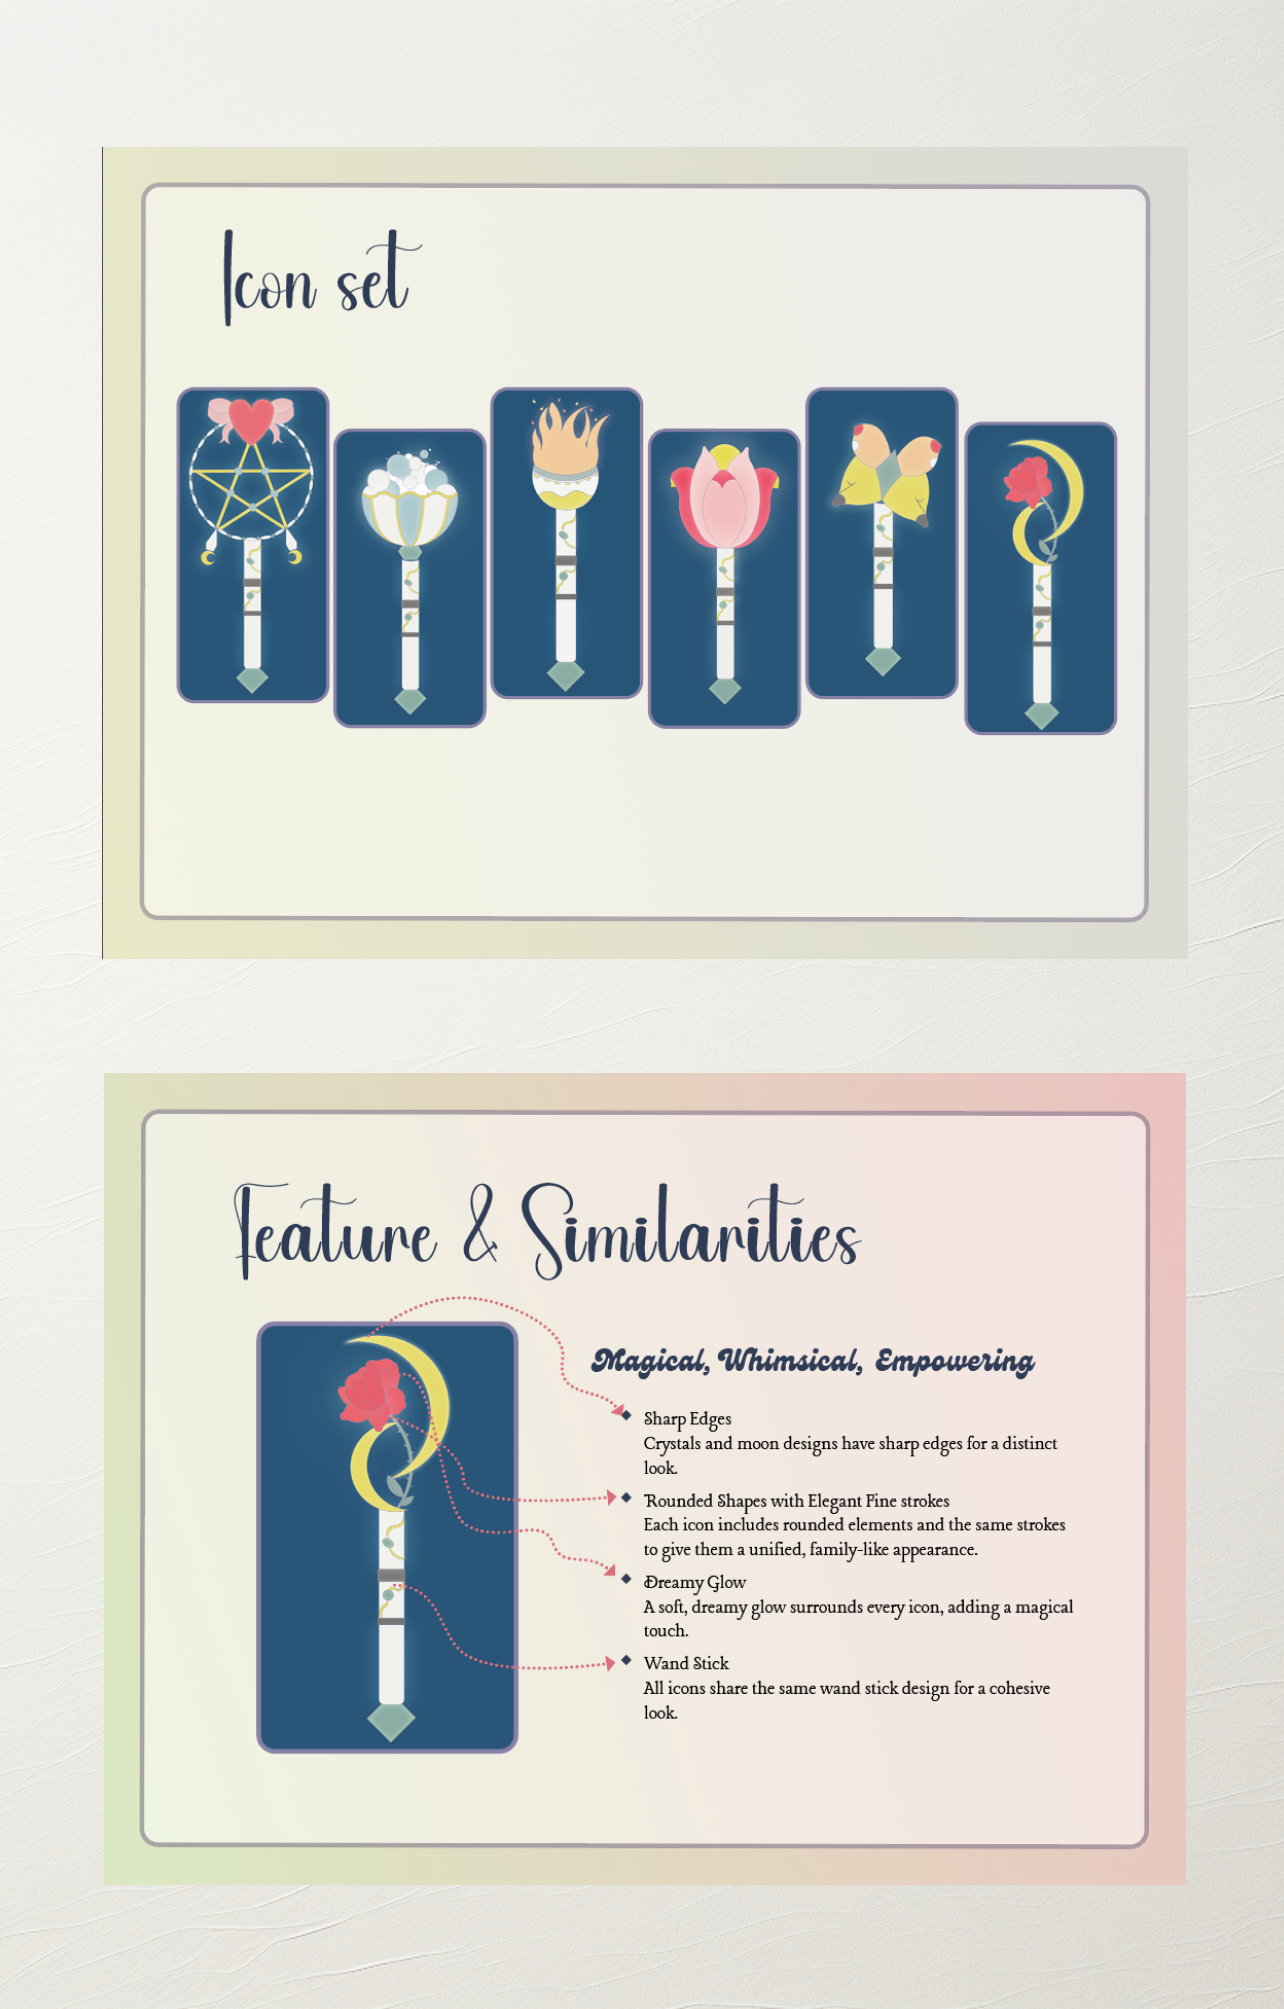 Icon set
Feature & Similarities
Magical, Whimsical, Empowering
Sharp Edges
Crystals and moon designs have sharp edges for a distinct
look.
Rounded Shapes with Elegant Fine strokes
Each icon includes rounded elements and the same strokes
to give them a unified, family-like appearance.
Dreamy Glow
A soft, dreamy glow surrounds every icon, adding a magical
touch.
Wand Stick
All icons share the same wand stick design for a cohesive
look.